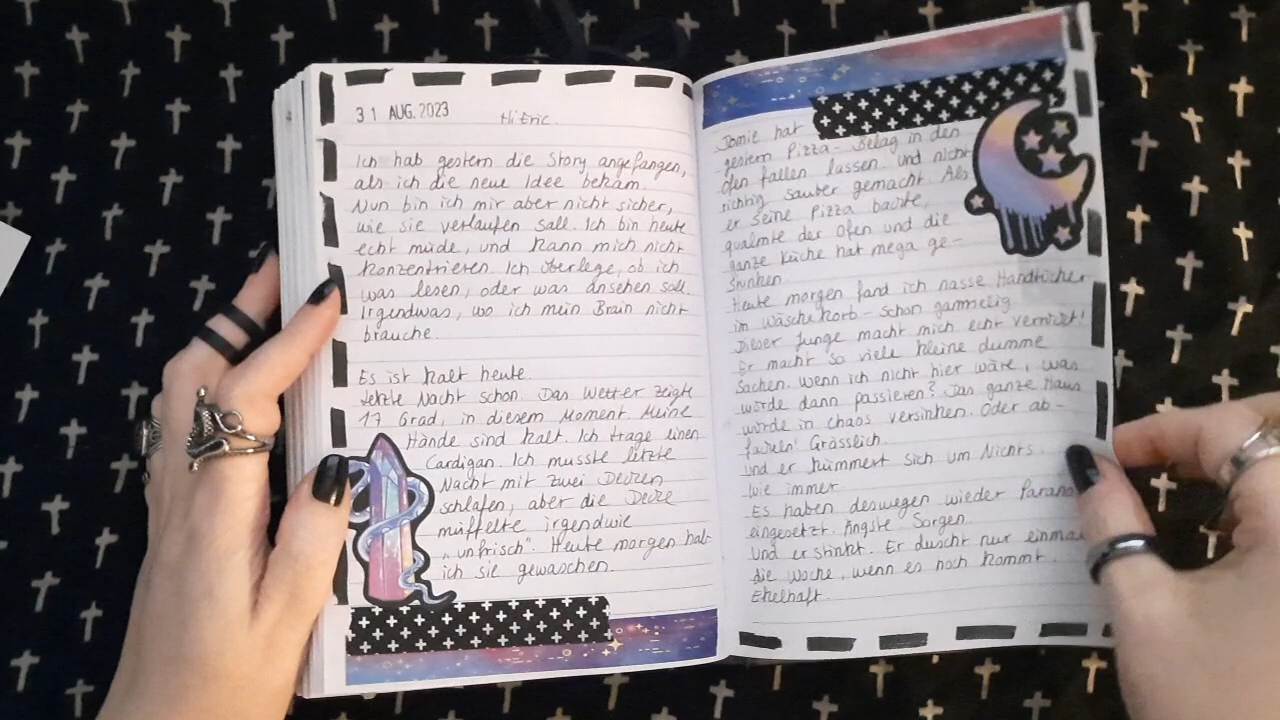 31 AUG. 2023
Hi Eric.
Ich hab gestern die Story angefangen,
als ich die neue Idee bekam.
Nun bin ich mir aber nicht sicher,
wie sie verlaufen soll. Ich bin heute
echt müde, und kann mich nicht
konzentrieren. Ich überlege, ob ich
was lesen, oder was ansehen soll.
Irgendwas, wo ich mein Brain nicht
brauche.
Es ist kalt heute.
Letzte Nacht schon. Das Wetter zeigte
17 Grad, in diesem Moment. Meine
Hände sind kalt. Ich trage einen
Cardigan. Ich musste letzte
Nacht mit zwei Decken
schlafen, aber die Decke
müffelte irgendwie
„unfrisch". Heute morgen hab
ich sie gewaschen.
hat
gestern Pizza-Belag in den
Ofen fallen lassen. und nicht
richtig sauber gemacht. Als
er seine Pizza backte,
qualmte der Ofen und die
ganze Küche hat mega ge-
stunken.
Heute morgen fand ich nasse Handtücher
im Wäschekorb - schon gammelig
Dieser Junge macht mich echt verrückt!
Er macht so viele kleine dumme
Sachen. Wenn ich nicht hier wäre, was
würde dann passieren? Das ganze Haus
würde in chaos versinken. Oder ab-
Grässlich.
und er kümmert sich um Nichts.
Wie immer.
Es haben deswegen wieder
eingesetzt. Ängste Sorgen
Und er stinkt. Er duscht nur einmal
die Woche, wenn es hoch kommt.
Ekelhaft.